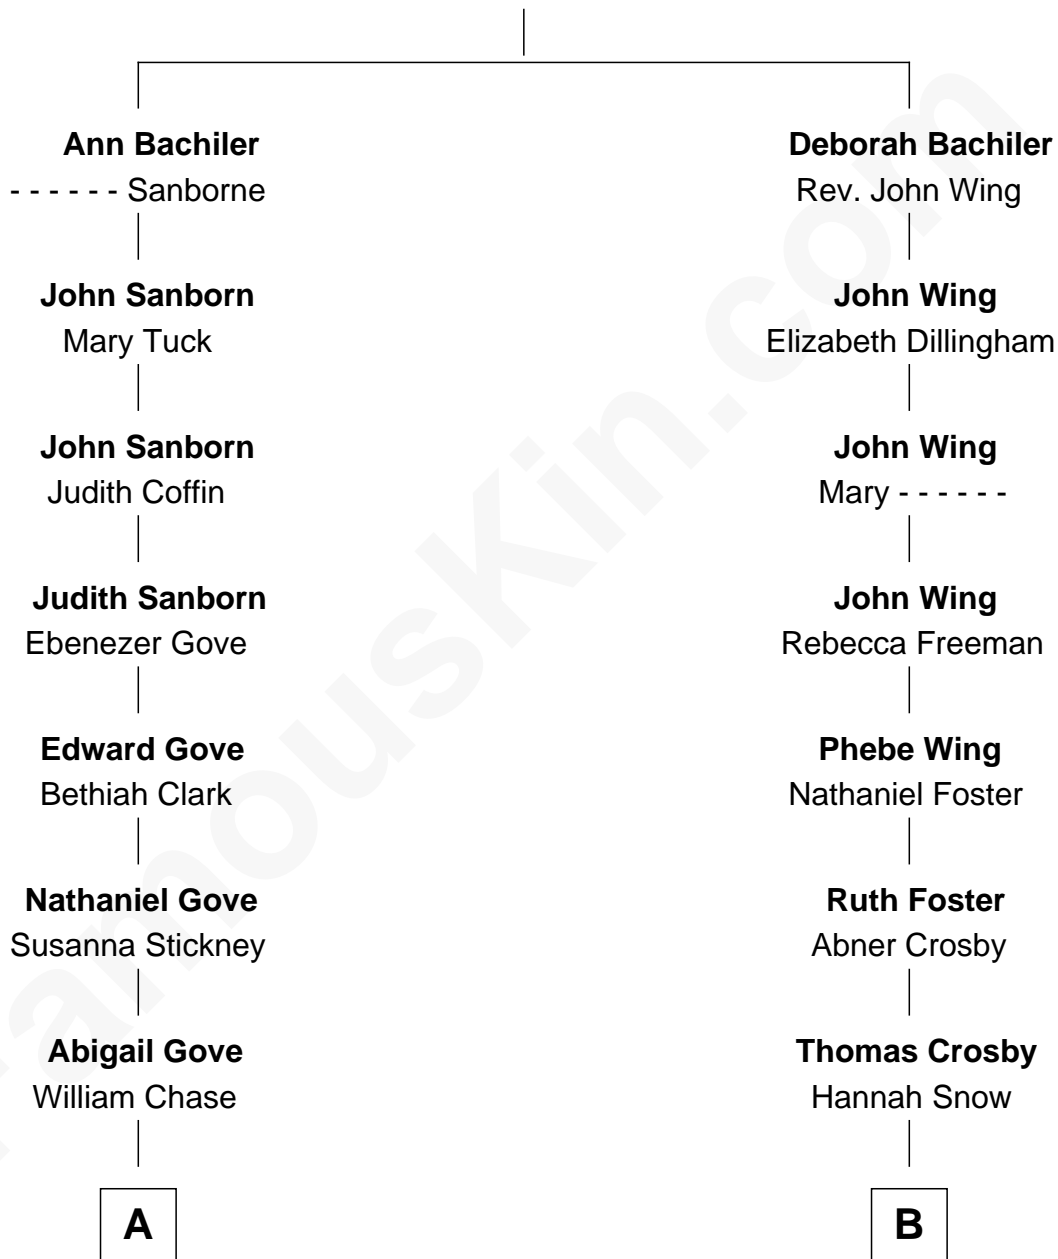 Ann Bachiler
- - - - - - Sanborne
John Sanborn
Mary Tuck
John Sanborn
Judith Coffin
Judith Sanborn
Ebenezer Gove
Edward Gove
Bethiah Clark
Nathaniel Gove
Susanna Stickney
Abigail Gove
William Chase
A
Deborah Bachiler
Rev. John Wing
John Wing
Elizabeth Dillingham
John Wing
Mary - - - - - -
John Wing
Rebecca Freeman
Phebe Wing
Nathaniel Foster
Ruth Foster
Abner Crosby
Thomas Crosby
Hannah Snow
B
FamousKin.com